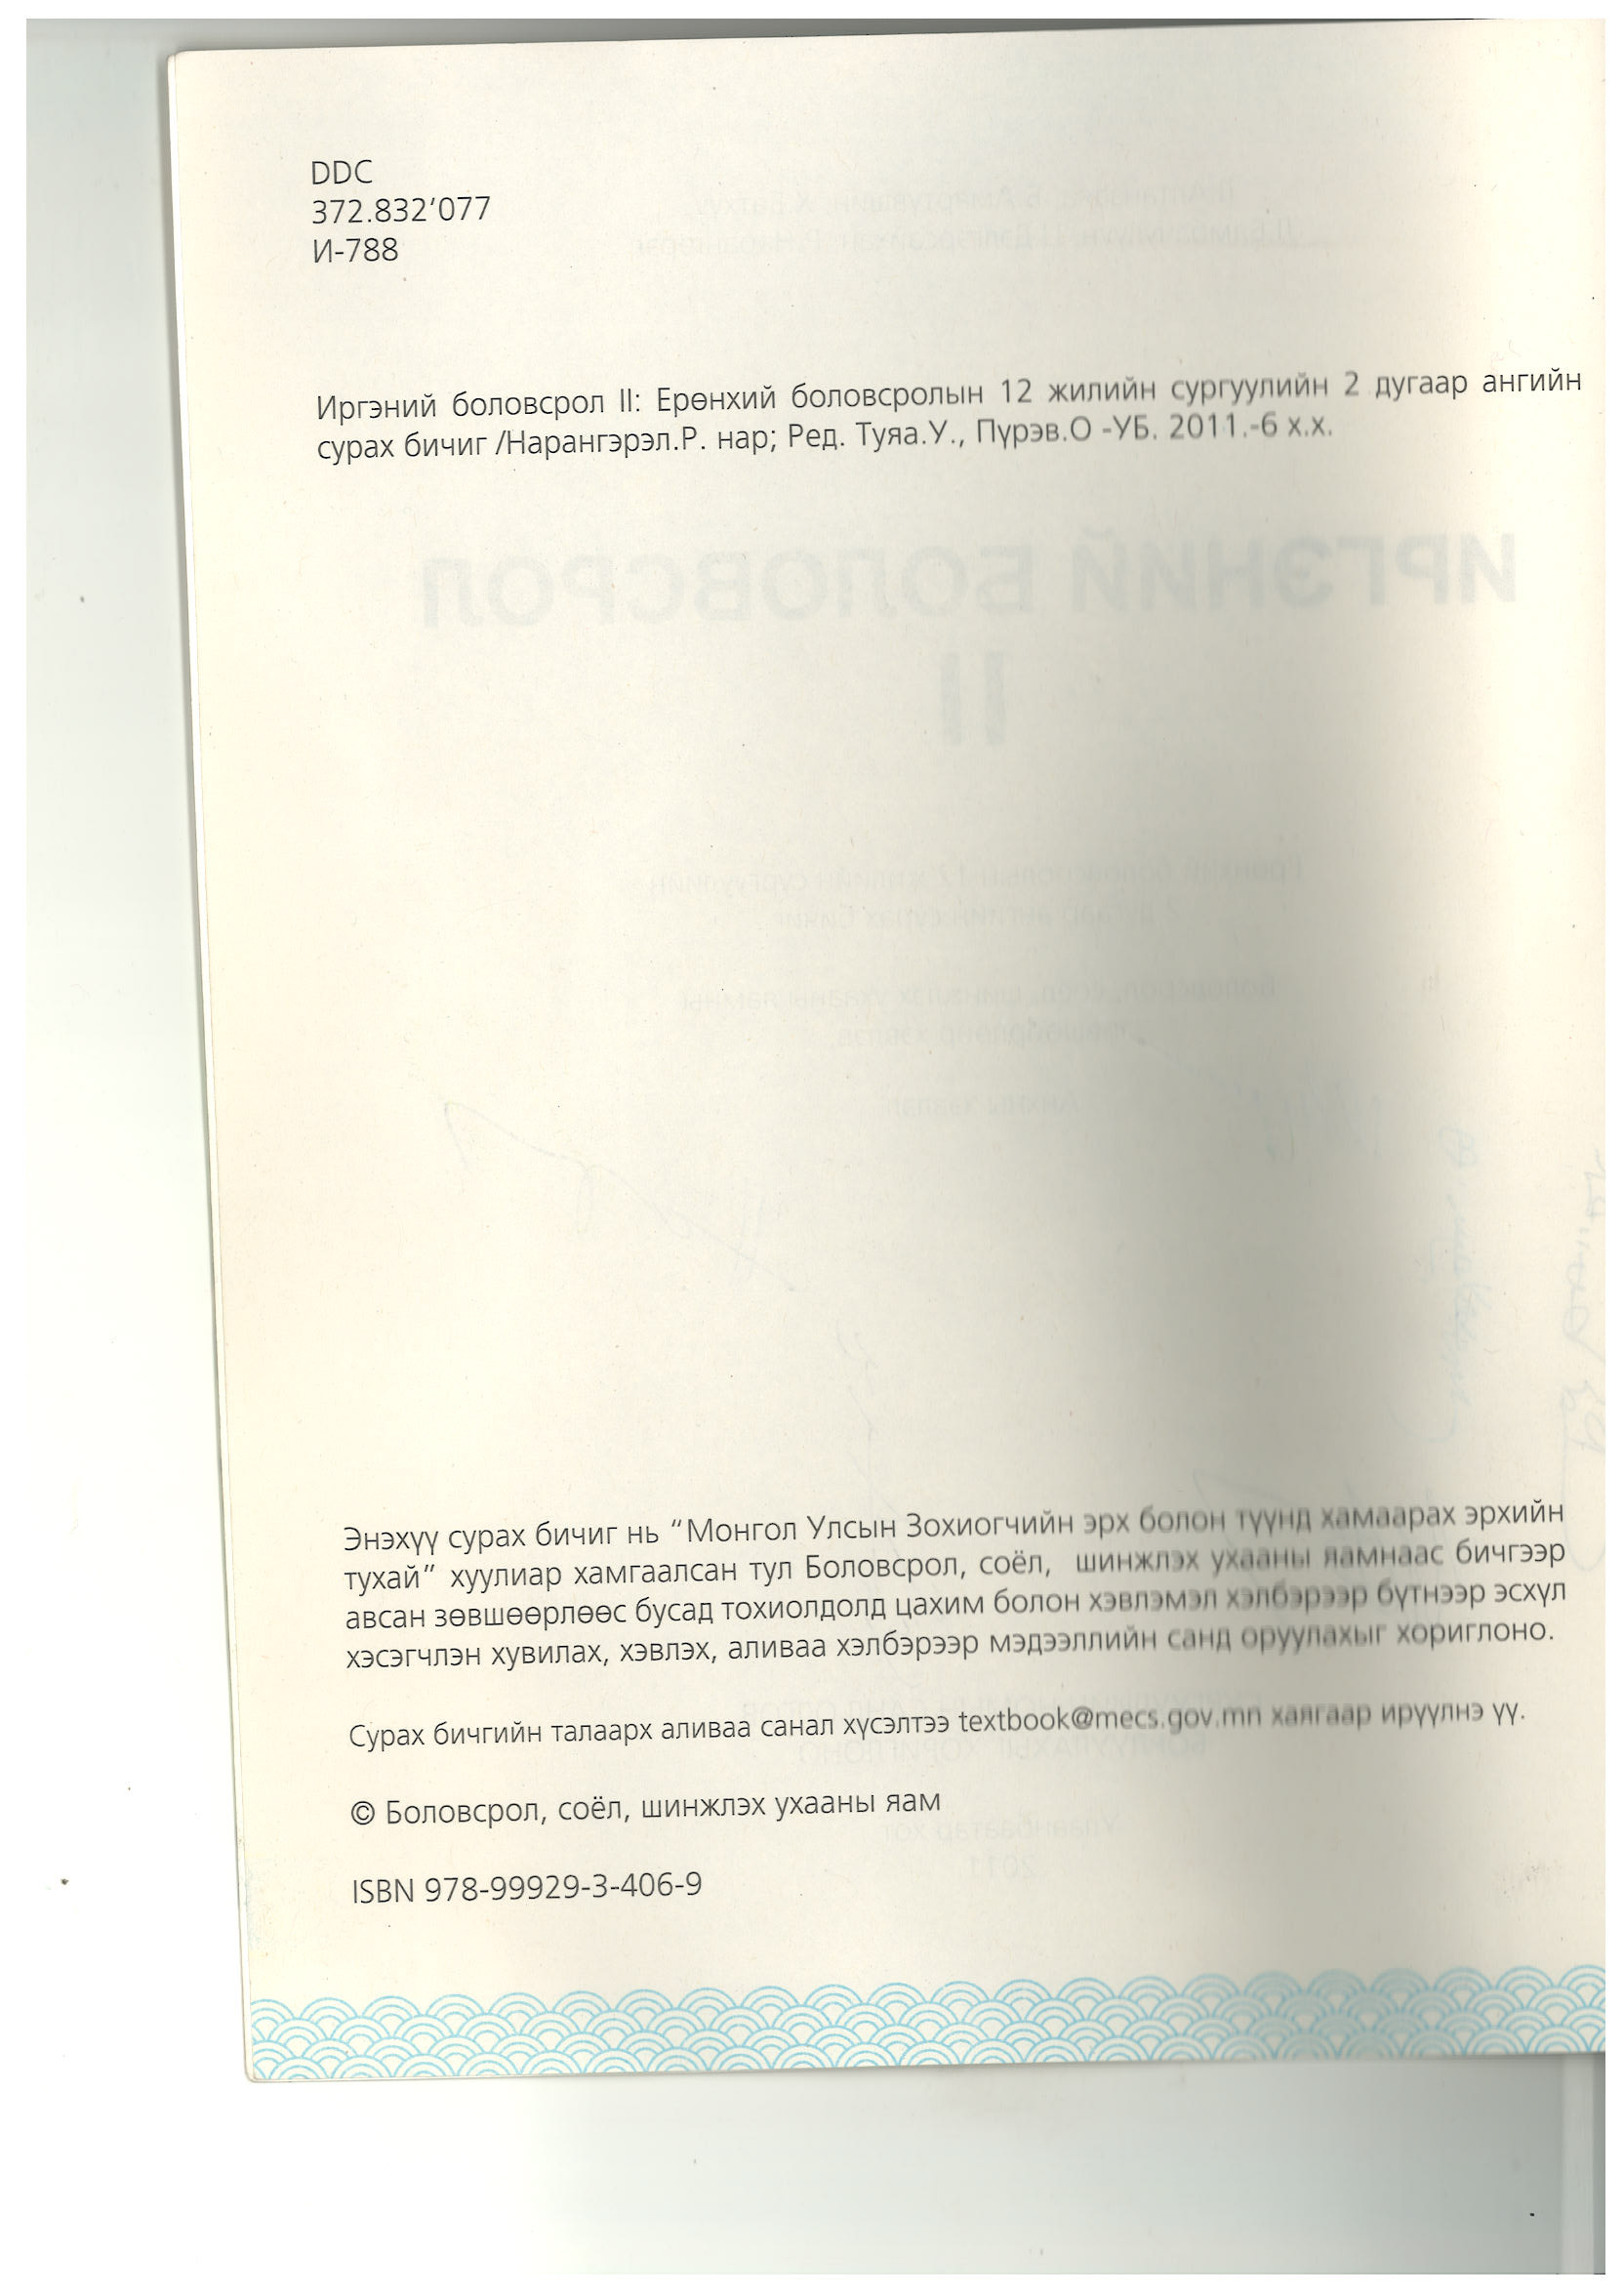 DDC
372.832’077
И-788
Иргэний боловсрол II: Ерөнхий боловсролын 12 жилийн сургуулийн 2 дугаар ангийн
сурах бичиг /Нарангэрэл.Р. нар; Ред. Туяа.У., Пүрэв.О -УБ. 2011.-6 х.х.
ИРГЭНИЙ БОЛОВСРОЛ
II
Энэхүү сурах бичиг нь “Монгол Улсын Зохиогчийн эрх болон түүнд хамаарах эрхийн
тухай” хуулиар хамгаалсан тул Боловсрол, соёл, шинжлэх ухааны яамнаас бичгээр
авсан зөвшөөрлөөс бусад тохиолдолд цахим болон хэвлэмэл хэлбэрээр бүтнээр эсхүл
хэсэгчлэн хувилах, хэвлэх, аливаа хэлбэрээр мэдээллийн санд оруулахыг хориглоно.
Сурах бичгийн талаарх аливаа санал хүсэлтээ textbook@mecs.gov.mn хаягаар ирүүлнэ үү.
© Боловсрол, соёл, шинжлэх ухааны яам
ISBN 978-99929-3-406-9